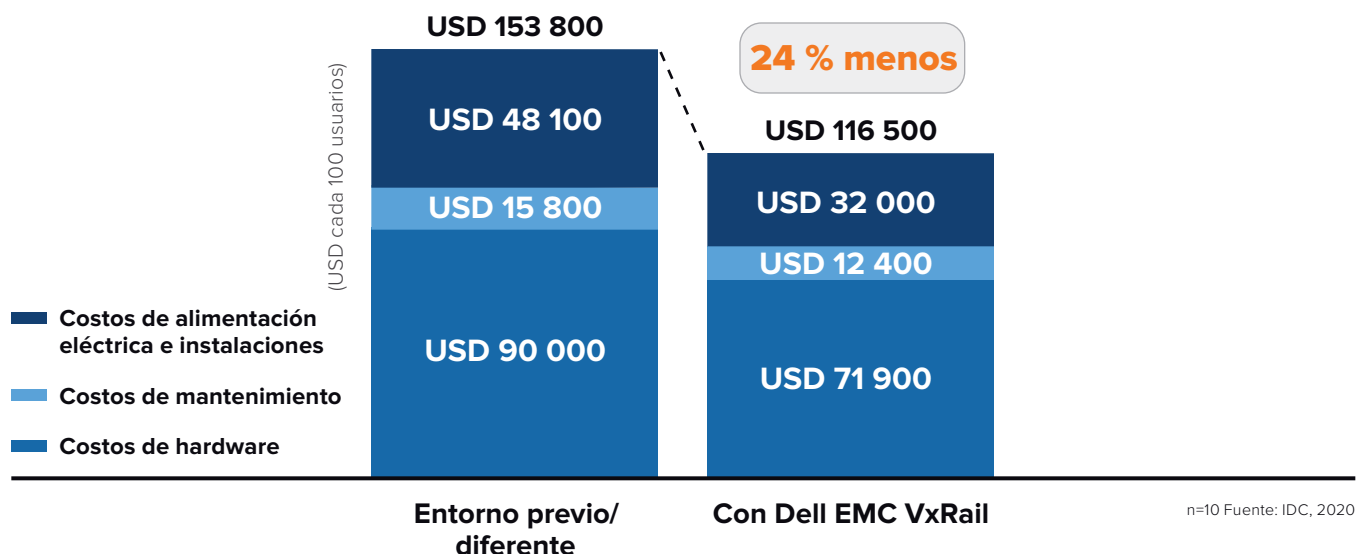 USD 153 800
24 % menos
USD 116 500
(USD cada 100 usuarios)
USD 48 100
USD 15 800
USD 90 000
USD 32 000
USD 12 400
USD 71 900
Costos de alimentación
eléctrica e instalaciones
Costos de mantenimiento
Costos de hardware
Entorno previo/
diferente
Con Dell EMC VxRail
n=10 Fuente: IDC, 2020